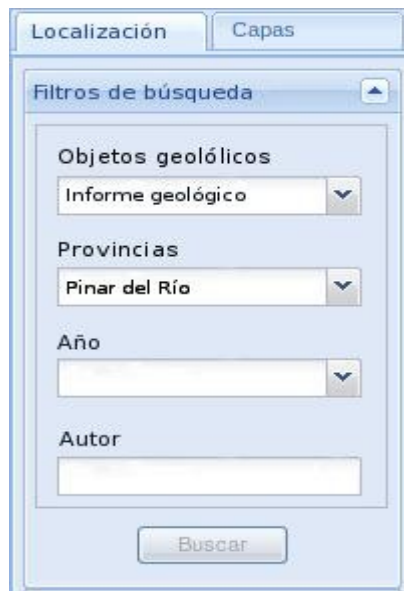 Localización Capas
Filtros de búsqueda
Objetos geolólicos
Informe geológico
Provincias
Pinar del Río
Año
Autor
Buscar